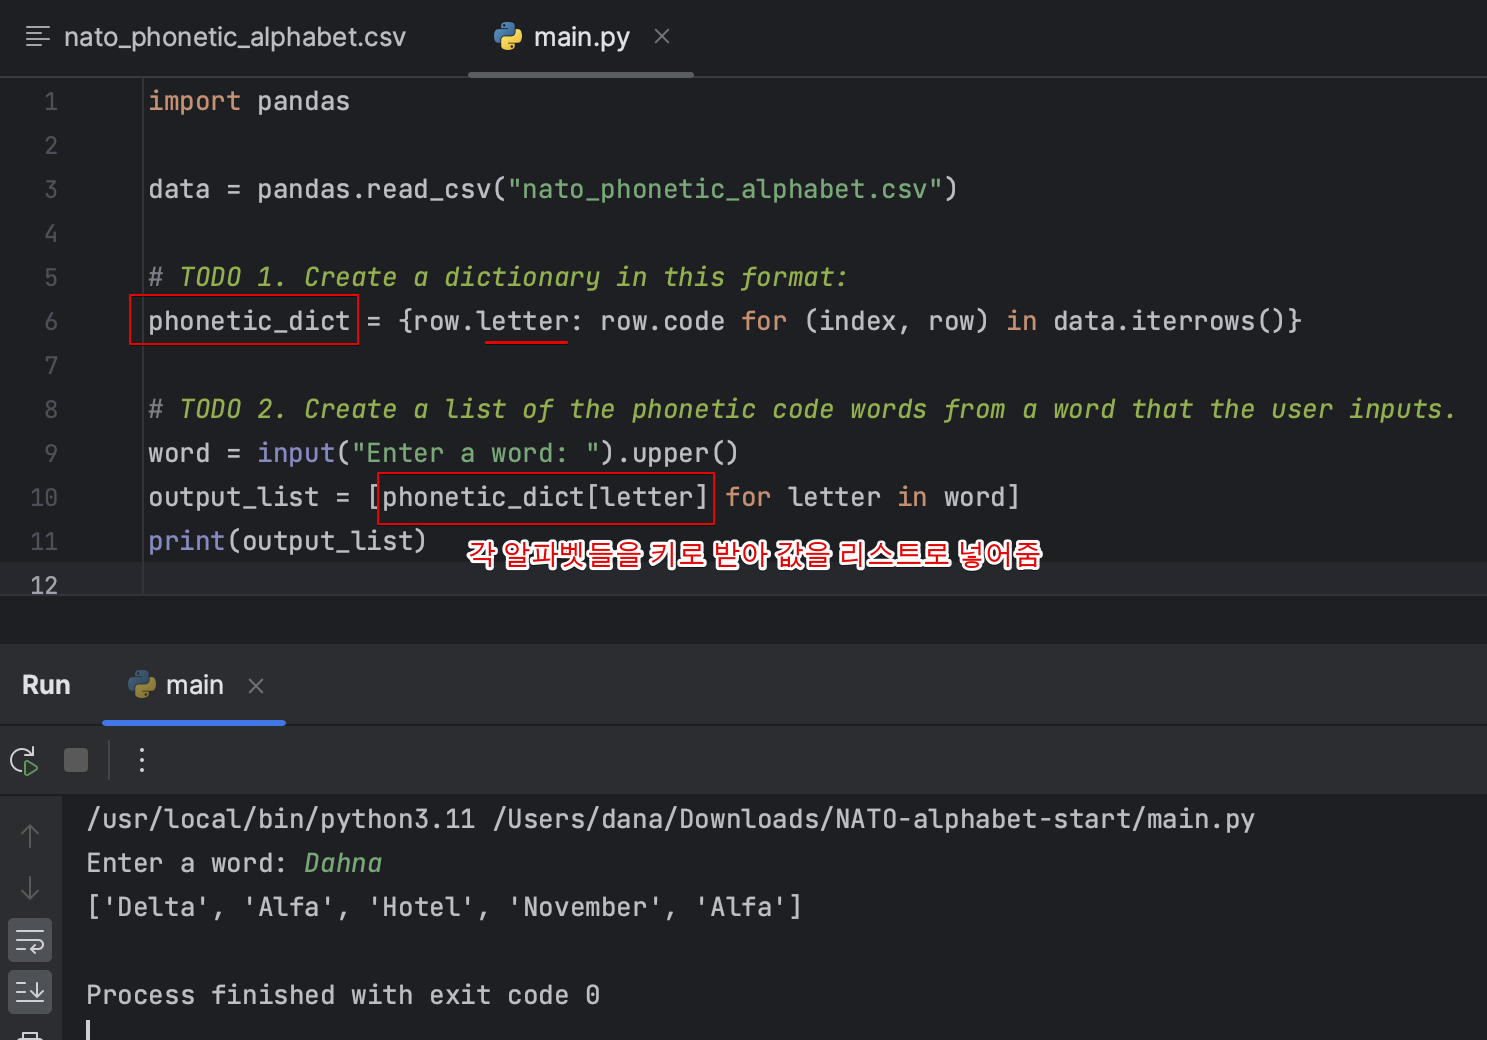 nato_phonetic_alphabet.csv main.py
1 import pandas
2
3 data = pandas.read_csv("nato_phonetic_alphabet.csv")
4
5 # TODO 1. Create a dictionary in this format:
6 phonetic_dict = {row.letter: row.code for (index, row) in data.iterrows()}
7
8 # TODO 2. Create a list of the phonetic code words from a word that the user inputs.
9 word = input("Enter a word: ").upper()
10 output_list = [phonetic_dict[letter] for letter in word]
11 print(output_list)
각 알파벳들을 키로 받아 값을 리스트로 넣어줌
12
Run main
/usr/local/bin/python3.11 /Users/dana/Downloads/NATO-alphabet-start/main.py
Enter a word: Dahna
['Delta', 'Alfa', 'Hotel', 'November', 'Alfa']
Process finished with exit code 0